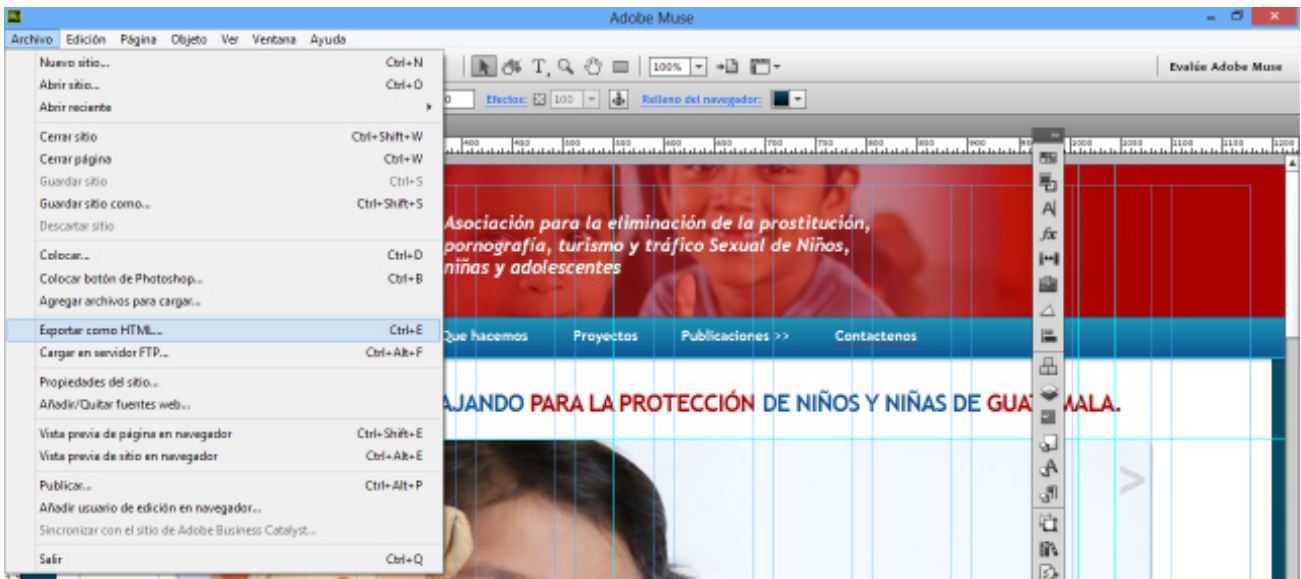 Mu
Adobe Muse
Archivo Edición Página Objeto Ver Ventana Ayuda
Nuevo sitio... Ctrl+N
Abrir sitio... Ctrl+O
Abrir reciente
Cerrar sitio Ctrl+Shift+W
Cerrar página Ctrl+W
Guardar sitio Ctrl+S
Guardar sitio como... Ctrl+Shift+S
Descartar sitio
Colocar... Ctrl+D
Colocar botón de Photoshop... Ctrl+B
Agregar archivos para cargar...
Exportar como HTML... Ctrl+E
Cargar en servidor FTP... Ctrl+Alt+F
Propiedades del sitio...
Añadir/Quitar fuentes web...
Vista previa de página en navegador Ctrl+Shift+E
Vista previa de sitio en navegador Ctrl+Alt+E
Publicar... Ctrl+Alt+P
Añadir usuario de edición en navegador...
Sincronizar con el sitio de Adobe Business Catalyst...
Salir Ctrl+Q
100% Evalúe Adobe Muse
0 Efectos: 100 Relleno del navegador:
Asociación para la eliminación de la prostitución,
pornografía, turismo y tráfico Sexual de Niños,
niñas y adolescentes
Que hacemos Proyectos Publicaciones >> Contactenos
AJANDO PARA LA PROTECCIÓN DE NIÑOS Y NIÑAS DE GUA MALA.
>